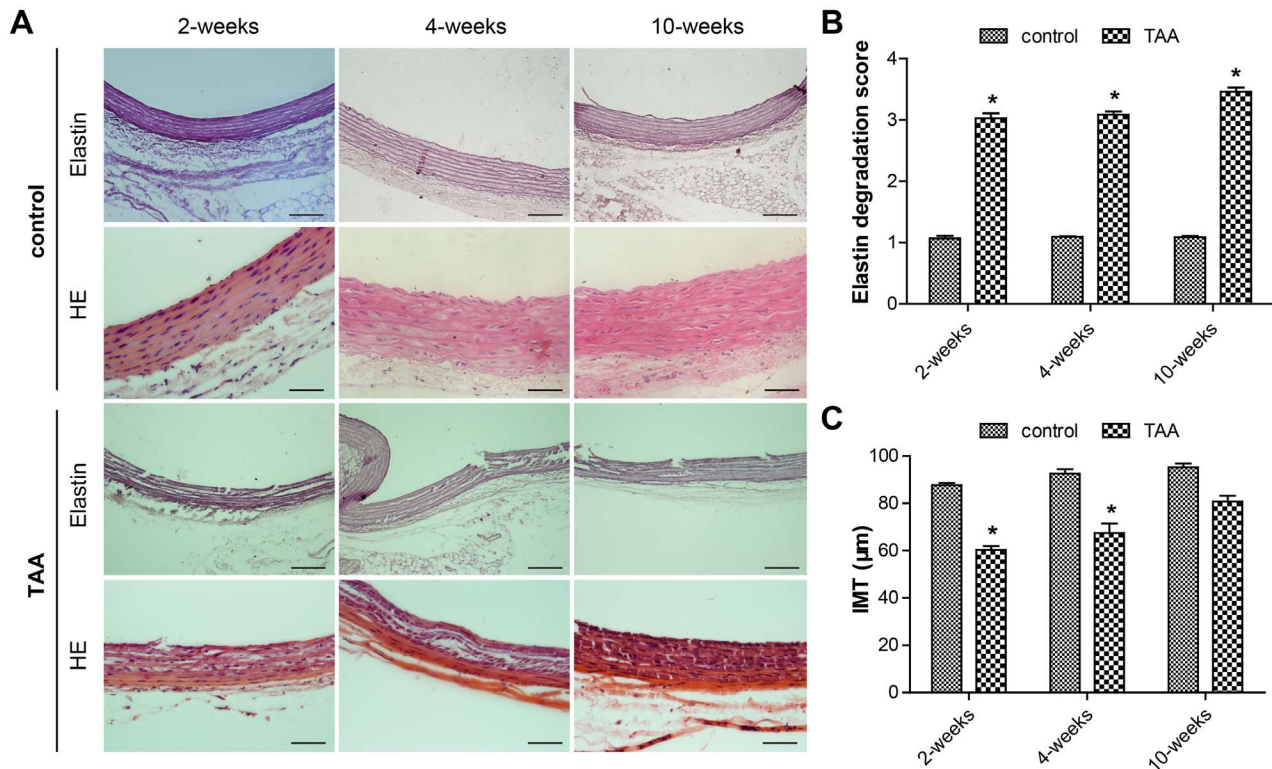 A
2-weeks
4-weeks
10-weeks
control
Elastin
HE
TAA
Elastin
HE
B
control
TAA
Elastin degradation score
4
3
2
1
0
*
*
*
2-weeks
4-weeks
10-weeks
C
control
TAA
IMT (μm)
100
80
60
40
20
0
*
*
2-weeks
4-weeks
10-weeks